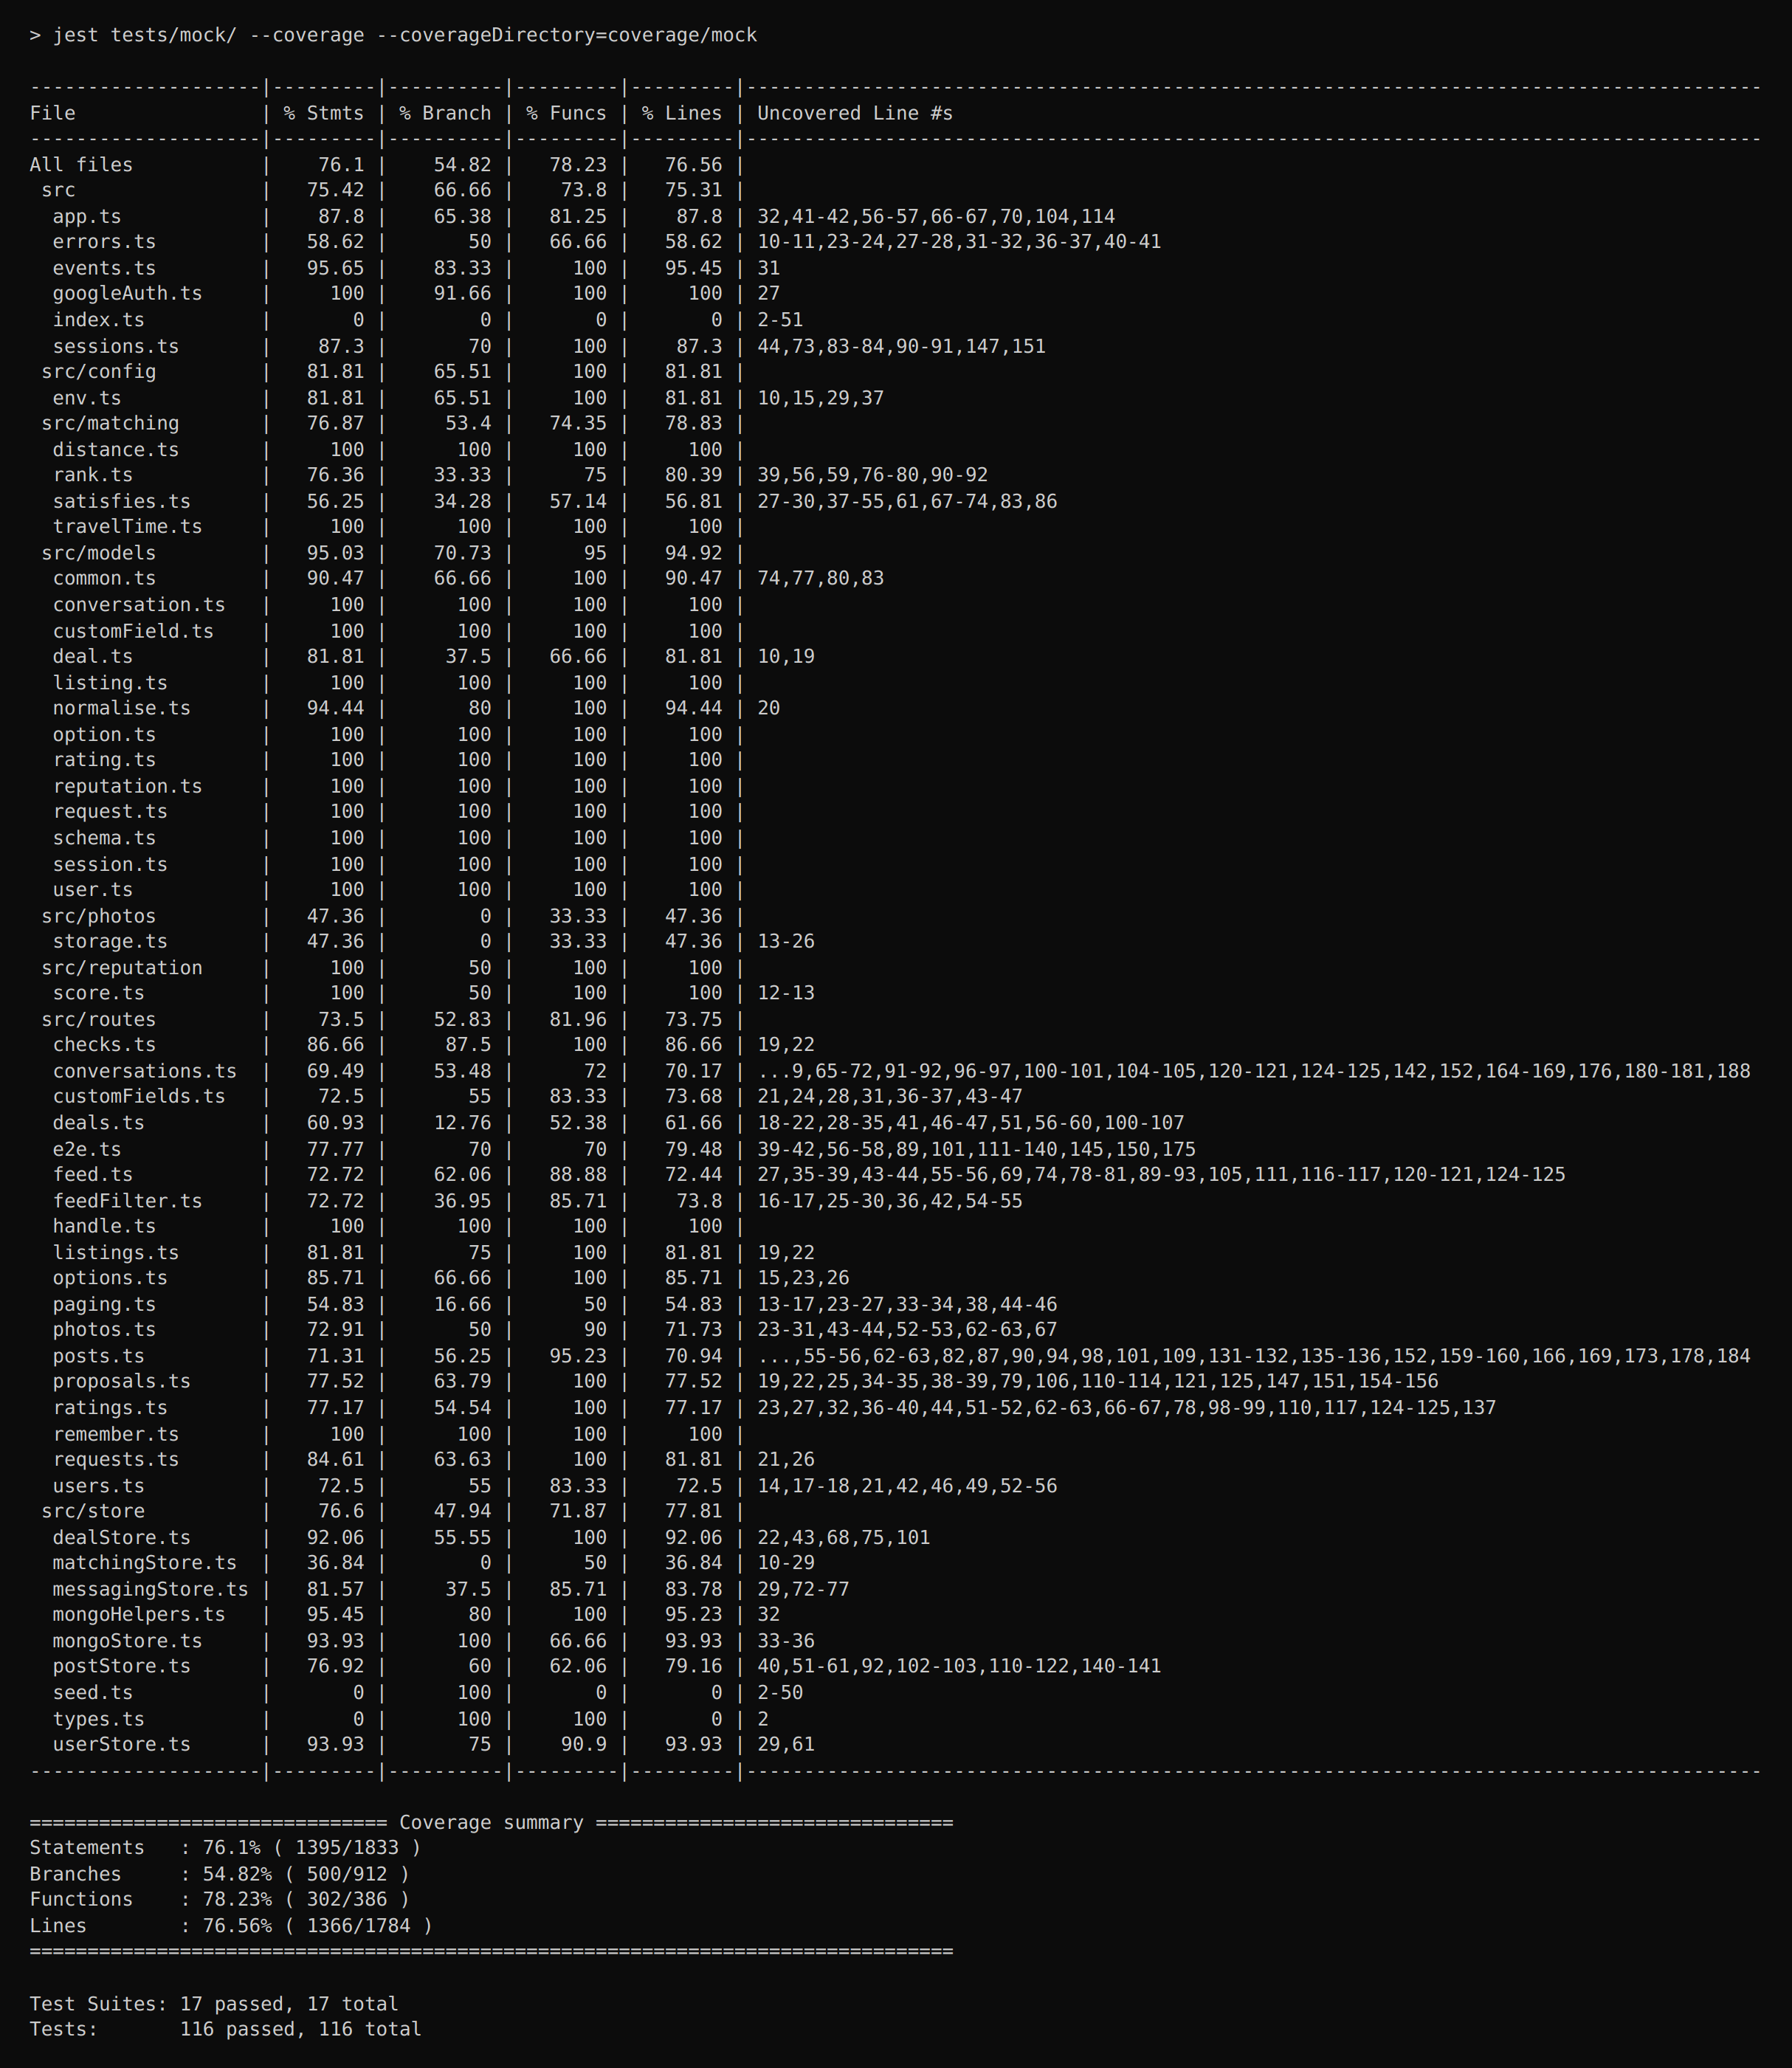 > jest tests/mock/ --coverage --coverageDirectory=coverage/mock

--------------------|---------|----------|---------|---------|----------------------------------------------------------------------------------------
File                | % Stmts | % Branch | % Funcs | % Lines | Uncovered Line #s
--------------------|---------|----------|---------|---------|----------------------------------------------------------------------------------------
All files           |    76.1 |    54.82 |   78.23 |   76.56 |
 src                |   75.42 |    66.66 |    73.8 |   75.31 |
  app.ts            |    87.8 |    65.38 |   81.25 |    87.8 | 32,41-42,56-57,66-67,70,104,114
  errors.ts         |   58.62 |       50 |   66.66 |   58.62 | 10-11,23-24,27-28,31-32,36-37,40-41
  events.ts         |   95.65 |    83.33 |     100 |   95.45 | 31
  googleAuth.ts     |     100 |    91.66 |     100 |     100 | 27
  index.ts          |       0 |        0 |       0 |       0 | 2-51
  sessions.ts       |    87.3 |       70 |     100 |    87.3 | 44,73,83-84,90-91,147,151
 src/config         |   81.81 |    65.51 |     100 |   81.81 |
  env.ts            |   81.81 |    65.51 |     100 |   81.81 | 10,15,29,37
 src/matching       |   76.87 |     53.4 |   74.35 |   78.83 |
  distance.ts       |     100 |      100 |     100 |     100 |
  rank.ts           |   76.36 |    33.33 |      75 |   80.39 | 39,56,59,76-80,90-92
  satisfies.ts      |   56.25 |    34.28 |   57.14 |   56.81 | 27-30,37-55,61,67-74,83,86
  travelTime.ts     |     100 |      100 |     100 |     100 |
 src/models         |   95.03 |    70.73 |      95 |   94.92 |
  common.ts         |   90.47 |    66.66 |     100 |   90.47 | 74,77,80,83
  conversation.ts   |     100 |      100 |     100 |     100 |
  customField.ts    |     100 |      100 |     100 |     100 |
  deal.ts           |   81.81 |     37.5 |   66.66 |   81.81 | 10,19
  listing.ts        |     100 |      100 |     100 |     100 |
  normalise.ts      |   94.44 |       80 |     100 |   94.44 | 20
  option.ts         |     100 |      100 |     100 |     100 |
  rating.ts         |     100 |      100 |     100 |     100 |
  reputation.ts     |     100 |      100 |     100 |     100 |
  request.ts        |     100 |      100 |     100 |     100 |
  schema.ts         |     100 |      100 |     100 |     100 |
  session.ts        |     100 |      100 |     100 |     100 |
  user.ts           |     100 |      100 |     100 |     100 |
 src/photos         |   47.36 |        0 |   33.33 |   47.36 |
  storage.ts        |   47.36 |        0 |   33.33 |   47.36 | 13-26
 src/reputation     |     100 |       50 |     100 |     100 |
  score.ts          |     100 |       50 |     100 |     100 | 12-13
 src/routes         |    73.5 |    52.83 |   81.96 |   73.75 |
  checks.ts         |   86.66 |     87.5 |     100 |   86.66 | 19,22
  conversations.ts  |   69.49 |    53.48 |      72 |   70.17 | ...9,65-72,91-92,96-97,100-101,104-105,120-121,124-125,142,152,164-169,176,180-181,188
  customFields.ts   |    72.5 |       55 |   83.33 |   73.68 | 21,24,28,31,36-37,43-47
  deals.ts          |   60.93 |    12.76 |   52.38 |   61.66 | 18-22,28-35,41,46-47,51,56-60,100-107
  e2e.ts            |   77.77 |       70 |      70 |   79.48 | 39-42,56-58,89,101,111-140,145,150,175
  feed.ts           |   72.72 |    62.06 |   88.88 |   72.44 | 27,35-39,43-44,55-56,69,74,78-81,89-93,105,111,116-117,120-121,124-125
  feedFilter.ts     |   72.72 |    36.95 |   85.71 |    73.8 | 16-17,25-30,36,42,54-55
  handle.ts         |     100 |      100 |     100 |     100 |
  listings.ts       |   81.81 |       75 |     100 |   81.81 | 19,22
  options.ts        |   85.71 |    66.66 |     100 |   85.71 | 15,23,26
  paging.ts         |   54.83 |    16.66 |      50 |   54.83 | 13-17,23-27,33-34,38,44-46
  photos.ts         |   72.91 |       50 |      90 |   71.73 | 23-31,43-44,52-53,62-63,67
  posts.ts          |   71.31 |    56.25 |   95.23 |   70.94 | ...,55-56,62-63,82,87,90,94,98,101,109,131-132,135-136,152,159-160,166,169,173,178,184
  proposals.ts      |   77.52 |    63.79 |     100 |   77.52 | 19,22,25,34-35,38-39,79,106,110-114,121,125,147,151,154-156
  ratings.ts        |   77.17 |    54.54 |     100 |   77.17 | 23,27,32,36-40,44,51-52,62-63,66-67,78,98-99,110,117,124-125,137
  remember.ts       |     100 |      100 |     100 |     100 |
  requests.ts       |   84.61 |    63.63 |     100 |   81.81 | 21,26
  users.ts          |    72.5 |       55 |   83.33 |    72.5 | 14,17-18,21,42,46,49,52-56
 src/store          |    76.6 |    47.94 |   71.87 |   77.81 |
  dealStore.ts      |   92.06 |    55.55 |     100 |   92.06 | 22,43,68,75,101
  matchingStore.ts  |   36.84 |        0 |      50 |   36.84 | 10-29
  messagingStore.ts |   81.57 |     37.5 |   85.71 |   83.78 | 29,72-77
  mongoHelpers.ts   |   95.45 |       80 |     100 |   95.23 | 32
  mongoStore.ts     |   93.93 |      100 |   66.66 |   93.93 | 33-36
  postStore.ts      |   76.92 |       60 |   62.06 |   79.16 | 40,51-61,92,102-103,110-122,140-141
  seed.ts           |       0 |      100 |       0 |       0 | 2-50
  types.ts          |       0 |      100 |     100 |       0 | 2
  userStore.ts      |   93.93 |       75 |    90.9 |   93.93 | 29,61
--------------------|---------|----------|---------|---------|----------------------------------------------------------------------------------------

=============================== Coverage summary ===============================
Statements   : 76.1% ( 1395/1833 )
Branches     : 54.82% ( 500/912 )
Functions    : 78.23% ( 302/386 )
Lines        : 76.56% ( 1366/1784 )
================================================================================

Test Suites: 17 passed, 17 total
Tests:       116 passed, 116 total